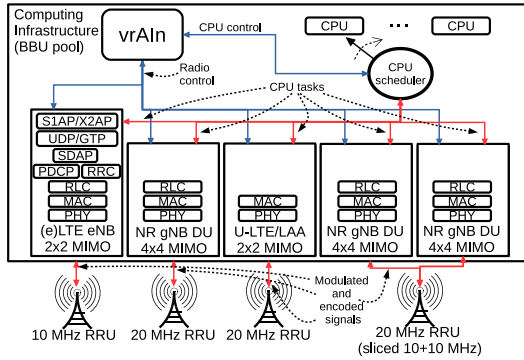 Computing
Infrastructure
(BBU pool)
vrAIn
CPU control
CPU
...
CPU
CPU
scheduler
Radio
control
CPU tasks
S1AP/X2AP
UDP/GTP
SDAP
PDCP RRC
RLC
MAC
PHY
(e)LTE eNB
2x2 MIMO
RLC
MAC
PHY
NR gNB DU
4x4 MIMO
MAC
PHY
U-LTE/LAA
2x2 MIMO
RLC
MAC
PHY
NR gNB DU
4x4 MIMO
RLC
MAC
PHY
NR gNB DU
4x4 MIMO
Modulated
and
encoded
signals
10 MHz RRU
20 MHz RRU
20 MHz RRU
20 MHz RRU
(sliced 10+10 MHz)